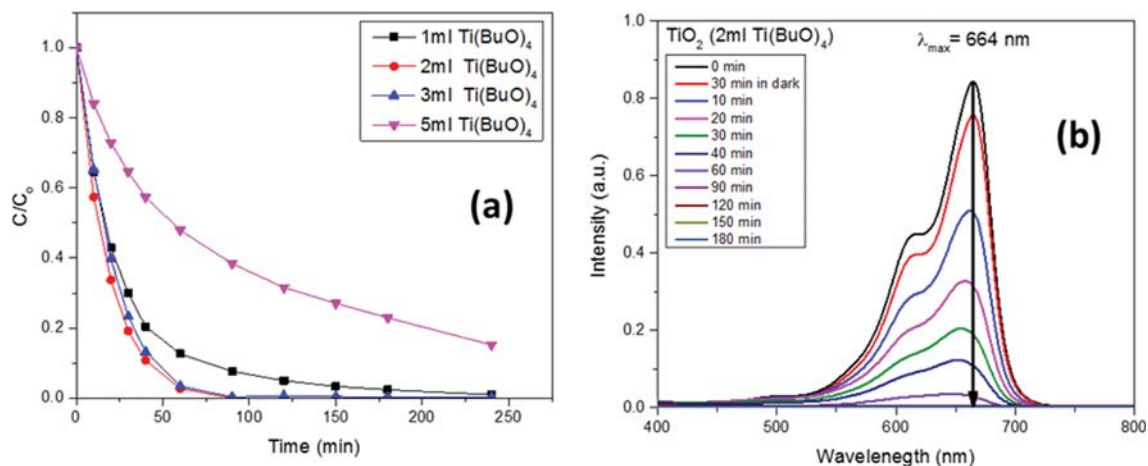 1.0
0.8
0.6
0.4
0.2
0.0
C/Co
0 50 100 150 200 250
Time (min)
1ml Ti(BuO)4
2ml Ti(BuO)4
3ml Ti(BuO)4
5ml Ti(BuO)4
(a)
1.0
0.8
0.6
0.4
0.2
0.0
Intensity (a.u.)
400 500 600 700 800
Wavelenegth (nm)
TiO2 (2ml Ti(BuO)4)
λmax= 664 nm
0 min
30 min in dark
10 min
20 min
30 min
40 min
60 min
90 min
120 min
150 min
180 min
(b)